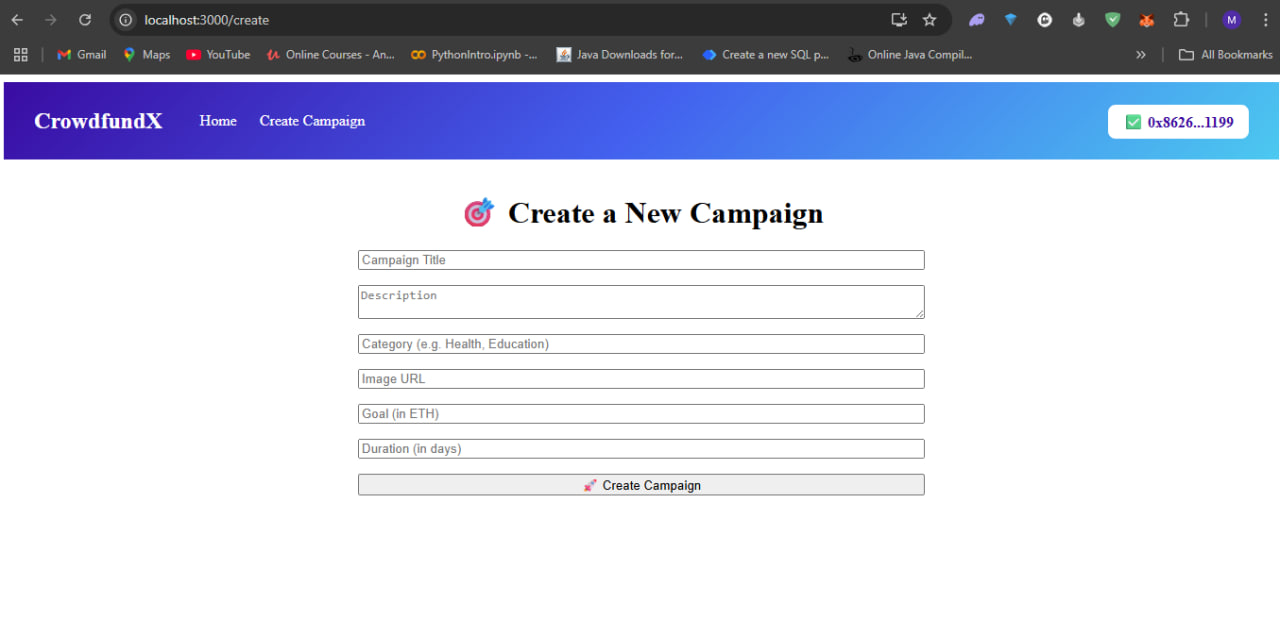 localhost:3000/create
M
Gmail Maps YouTube Online Courses - An... PythonIntro.ipynb -... Java Downloads for... Create a new SQL p... Online Java Compil... » All Bookmarks
CrowdfundX Home Create Campaign ✅ 0x8626...1199
🎯 Create a New Campaign
Campaign Title
Description
Category (e.g. Health, Education)
Image URL
Goal (in ETH)
Duration (in days)
🚀 Create Campaign